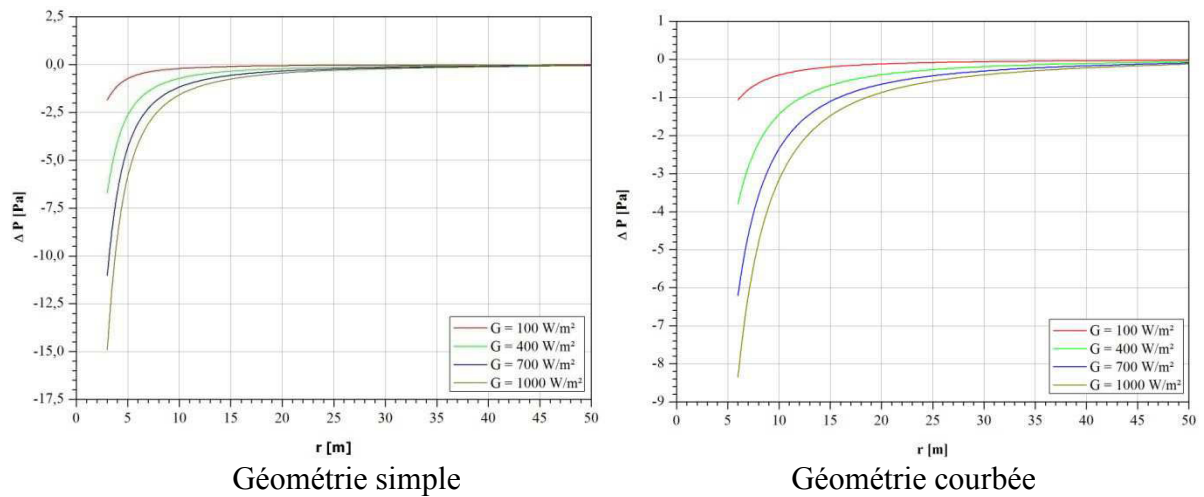 2,5
0,0
-2,5
-5,0
-7,5
-10,0
-12,5
-15,0
-17,5
Δ P [Pa]
0 5 10 15 20 25 30 35 40 45 50
r [m]
G = 100 W/m²
G = 400 W/m²
G = 700 W/m²
G = 1000 W/m²
Géométrie simple
1
0
-1
-2
-3
-4
-5
-6
-7
-8
-9
Δ P [Pa]
0 5 10 15 20 25 30 35 40 45 50
r [m]
G = 100 W/m²
G = 400 W/m²
G = 700 W/m²
G = 1000 W/m²
Géométrie courbée